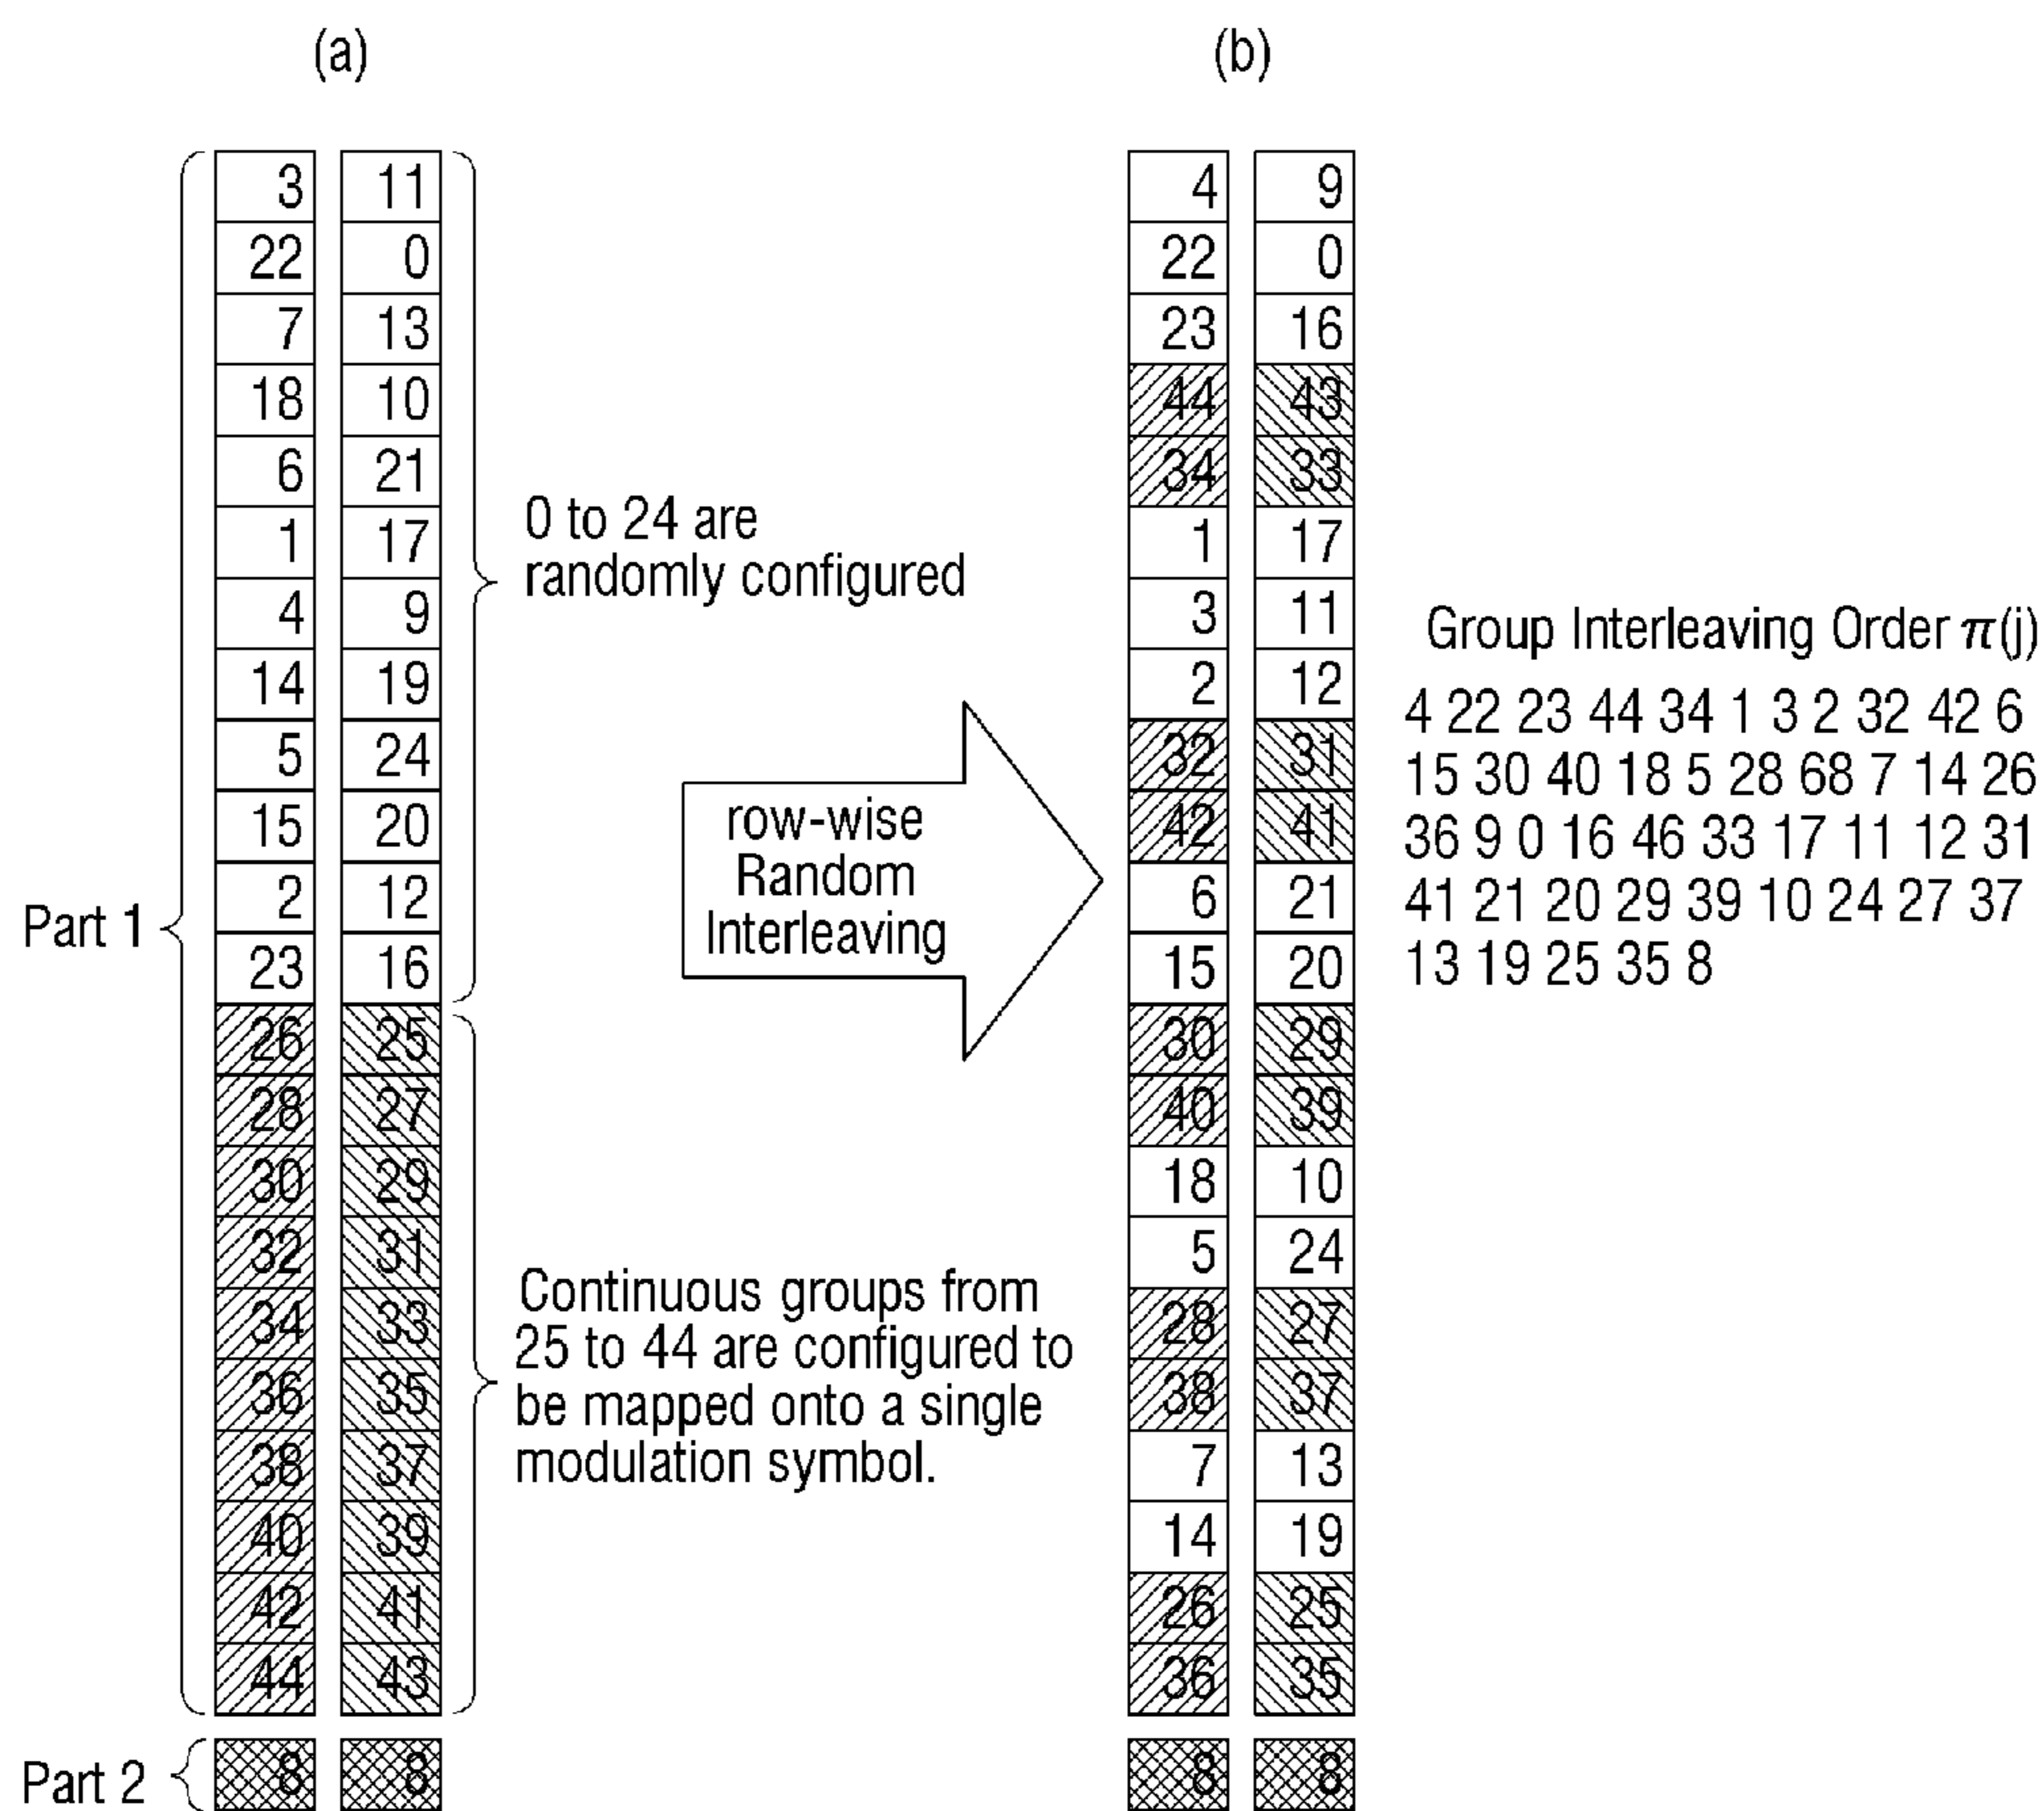 (a)
(b)
3 11
22 0
7 13
18 10
6 21
1 17
4 9
14 19
5 24
15 20
2 12
23 16
26 25
28 27
30 29
32 31
34 33
36 35
38 37
40 39
42 41
44 43
8 8
Part 1
Part 2
0 to 24 are
randomly configured
Continuous groups from
25 to 44 are configured to
be mapped onto a single
modulation symbol.
row-wise
Random
Interleaving
4 9
22 0
23 16
44 43
34 33
1 17
3 11
2 12
32 31
42 41
6 21
15 20
30 29
40 39
18 10
5 24
28 27
38 37
7 13
14 19
26 25
36 35
8 8
Group Interleaving Order π(j)
4 22 23 44 34 1 3 2 32 42 6
15 30 40 18 5 28 68 7 14 26
36 9 0 16 46 33 17 11 12 31
41 21 20 29 39 10 24 27 37
13 19 25 35 8